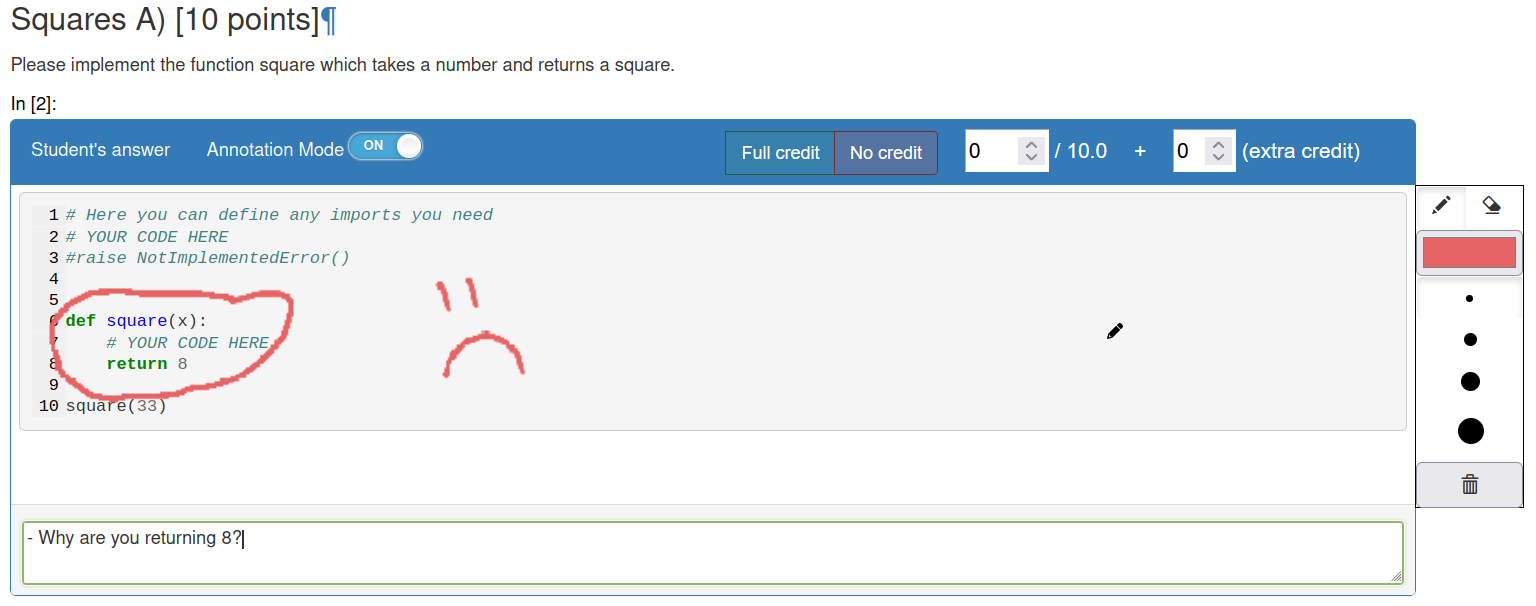 Squares A) [10 points]¶
Please implement the function square which takes a number and returns a square.
In [2]:
Student's answer Annotation Mode ON Full credit No credit 0 / 10.0 + 0 (extra credit)
1 # Here you can define any imports you need
2 # YOUR CODE HERE
3 #raise NotImplementedError()
4
5
6 def square(x):
7     # YOUR CODE HERE
8     return 8
9
10 square(33)
- Why are you returning 8?